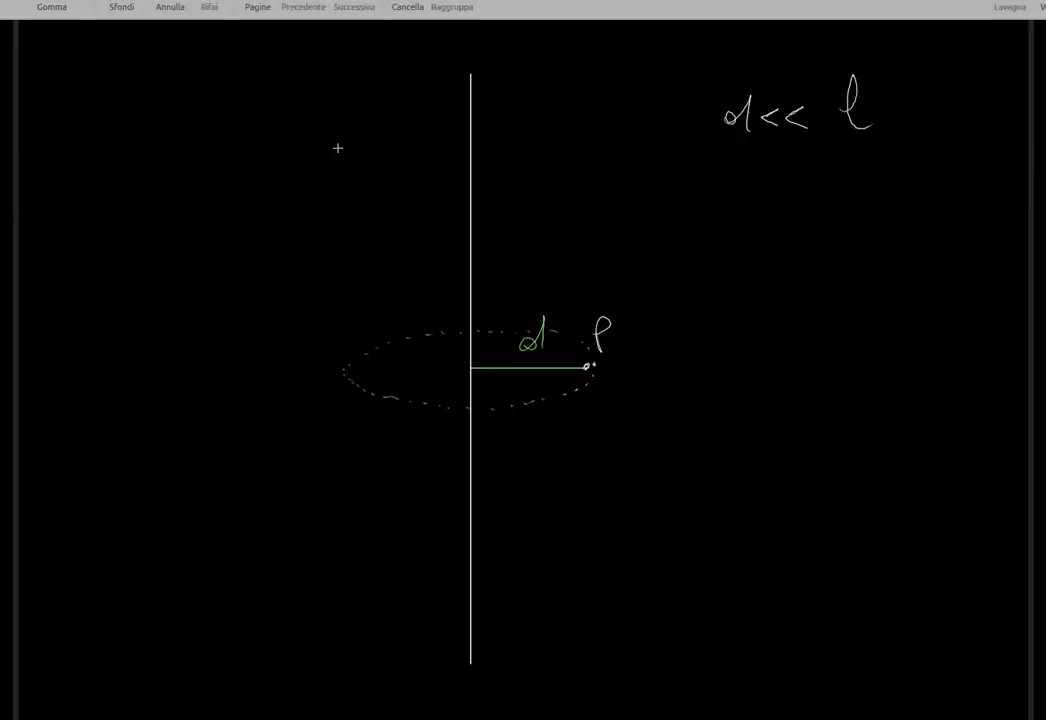 Gomma Sfondi Annulla Rifai Pagine Precedente Successivo Cancella Raggruppa Lavagna
d << l
d P